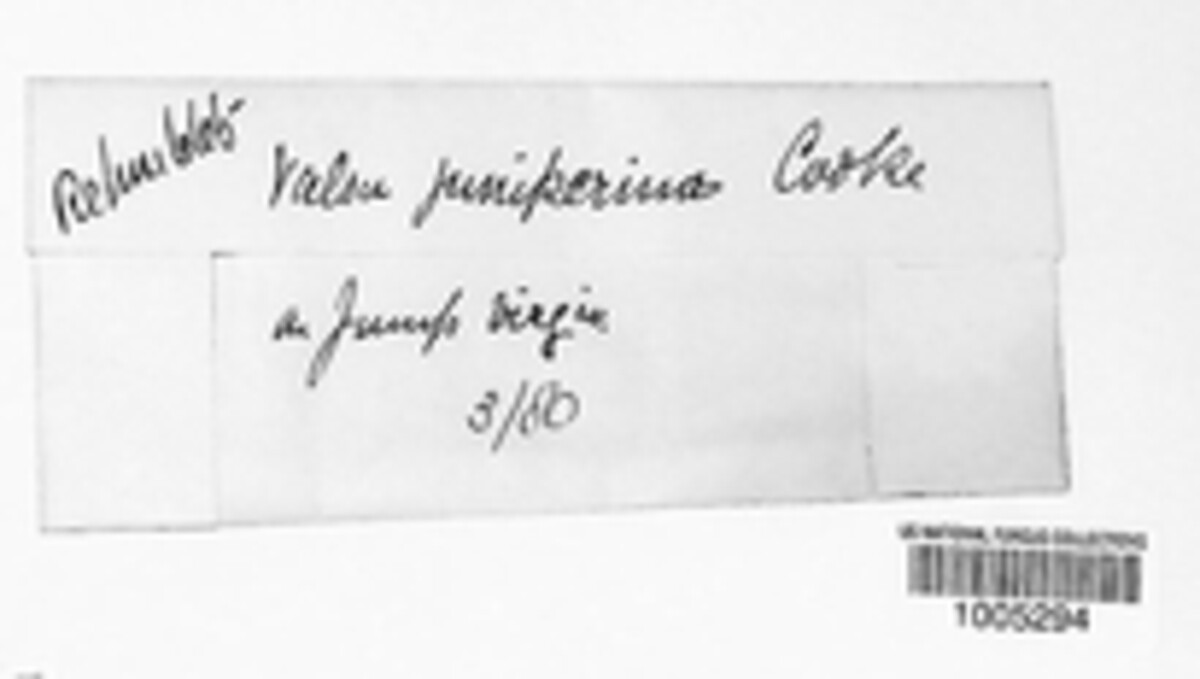 Valsa juniperina Cooke
on Junip virgin
3/80
US NATIONAL FUNGUS COLLECTIONS
1005294